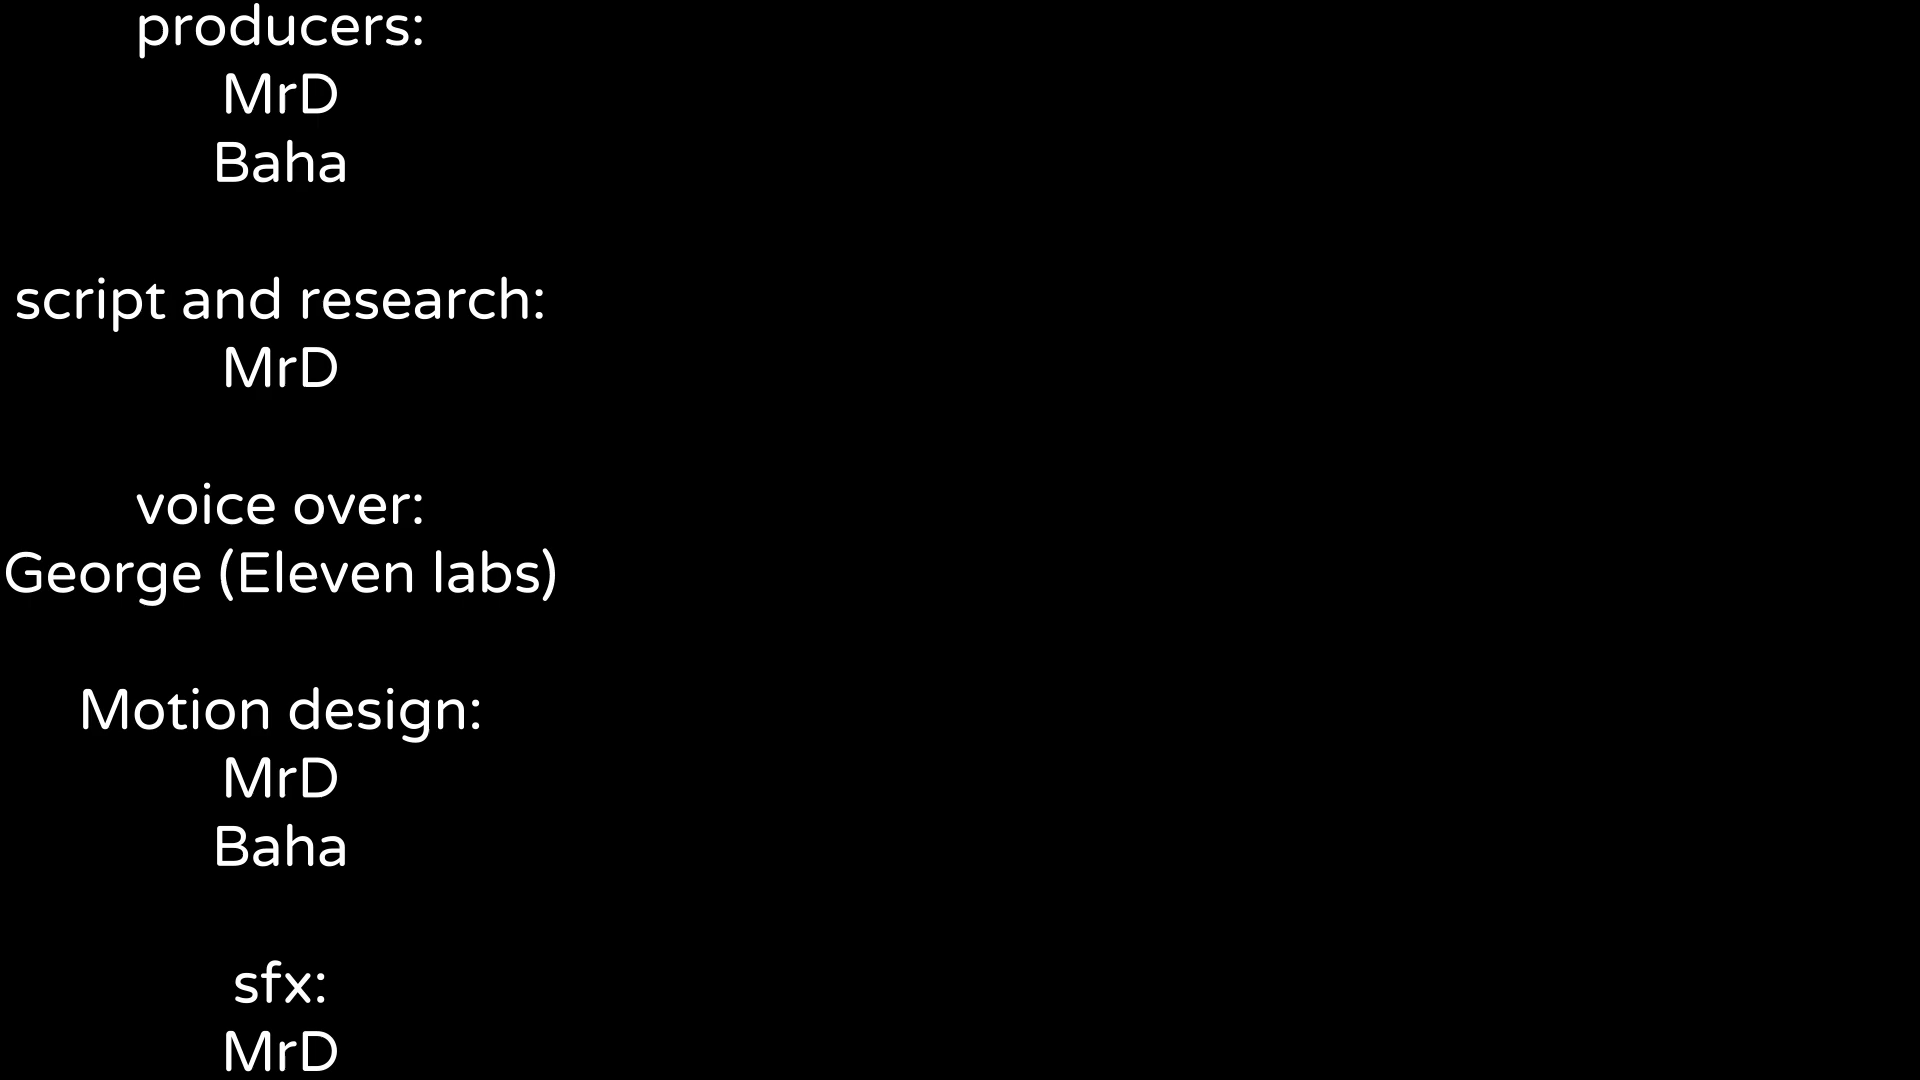 producers:
MrD
Baha
script and research:
MrD
voice over:
George (Eleven labs)
Motion design:
MrD
Baha
sfx:
MrD